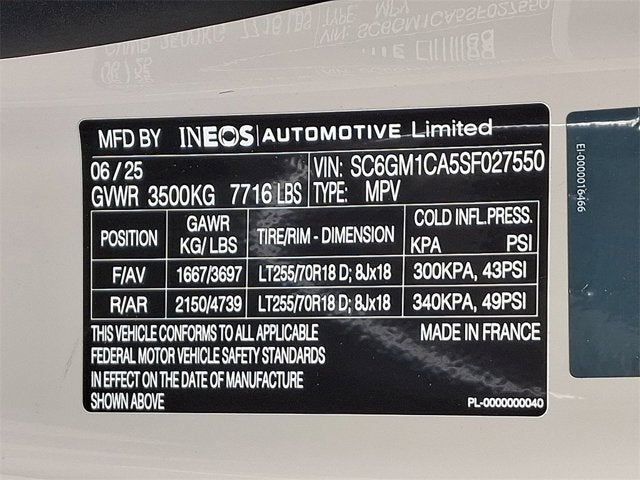 MFD BY INEOS AUTOMOTIVE Limited
06 / 25 VIN: SC6GM1CA5SF027550
GVWR 3500KG 7716 LBS TYPE: MPV
POSITION GAWR KG/ LBS TIRE/RIM - DIMENSION COLD INFL.PRESS. KPA PSI
F/AV 1667/3697 LT255/70R18 D; 8Jx18 300KPA, 43PSI
R/AR 2150/4739 LT255/70R18 D; 8Jx18 340KPA, 49PSI
THIS VEHICLE CONFORMS TO ALL APPLICABLE MADE IN FRANCE
FEDERAL MOTOR VEHICLE SAFETY STANDARDS
IN EFFECT ON THE DATE OF MANUFACTURE
SHOWN ABOVE PL-0000000040
EI-0000016466